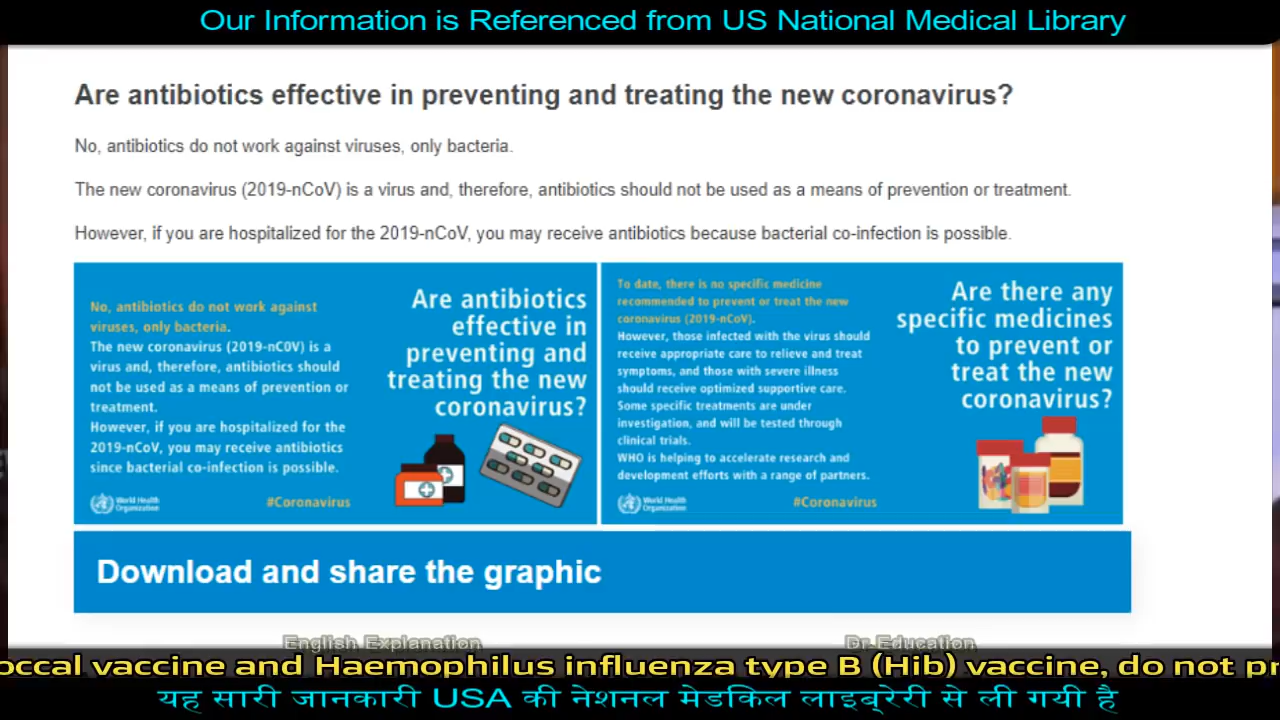 Our Information is Referenced from US National Medical Library
Are antibiotics effective in preventing and treating the new coronavirus?
No, antibiotics do not work against viruses, only bacteria.
The new coronavirus (2019-nCoV) is a virus and, therefore, antibiotics should not be used as a means of prevention or treatment.
However, if you are hospitalized for the 2019-nCoV, you may receive antibiotics because bacterial co-infection is possible.
No, antibiotics do not work against
viruses, only bacteria.
The new coronavirus (2019-nCOV) is a
virus and, therefore, antibiotics should
not be used as a means of prevention or
treatment.
However, if you are hospitalized for the
2019-nCoV, you may receive antibiotics
since bacterial co-infection is possible.
World Health
Organization
#Coronavirus
Are antibiotics
effective in
preventing and
treating the new
coronavirus?
To date, there is no specific medicine
recommended to prevent or treat the new
coronavirus (2019-nCoV).
However, those infected with the virus should
receive appropriate care to relieve and treat
symptoms, and those with severe illness
should receive optimized supportive care.
Some specific treatments are under
investigation, and will be tested through
clinical trials.
WHO is helping to accelerate research and
development efforts with a range of partners.
World Health
Organization
#Coronavirus
Are there any
specific medicines
to prevent or
treat the new
coronavirus?
Download and share the graphic
English Explanation
Dr. Education
occal vaccine and Haemophilus influenza type B (Hib) vaccine, do not pr
यह सारी जानकारी USA की नेशनल मेडिकल लाइब्रेरी से ली गयी है